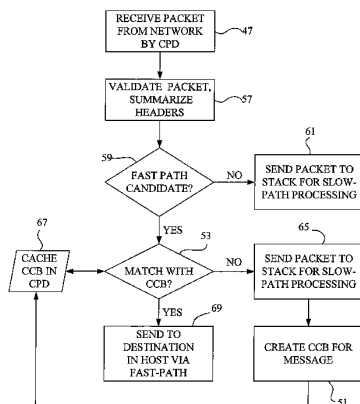 RECEIVE PACKET
FROM NETWORK
BY CPD
47
VALIDATE PACKET,
SUMMARIZE
HEADERS
57
59
FAST PATH
CANDIDATE?
NO
61
SEND PACKET TO
STACK FOR SLOW-
PATH PROCESSING
YES
67
CACHE
CCB IN
CPD
53
MATCH WITH
CCB?
NO
65
SEND PACKET TO
STACK FOR SLOW-
PATH PROCESSING
YES
69
SEND TO
DESTINATION
IN HOST VIA
FAST-PATH
CREATE CCB FOR
MESSAGE
51